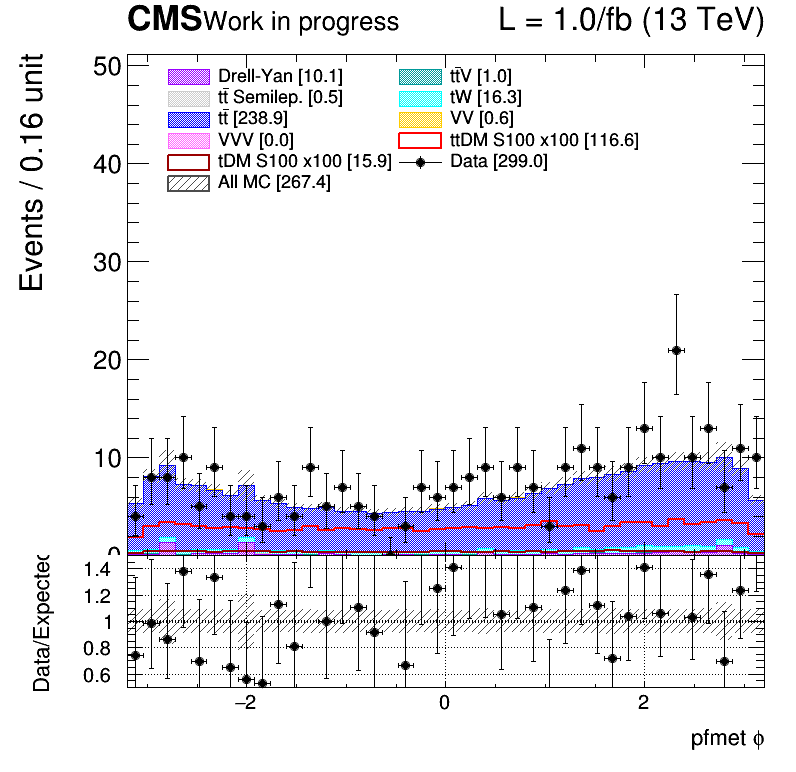 CMS Work in progress L = 1.0/fb (13 TeV)
Events / 0.16 unit
50
40
30
20
10
0
Drell-Yan [10.1] tt̄V [1.0]
tt̄ Semilep. [0.5] tW [16.3]
tt̄ [238.9] VV [0.6]
VVV [0.0] ttDM S100 x100 [116.6]
tDM S100 x100 [15.9] Data [299.0]
All MC [267.4]
Data/Expected
1.4
1.2
1
0.8
0.6
−2 0 2
pfmet ϕ